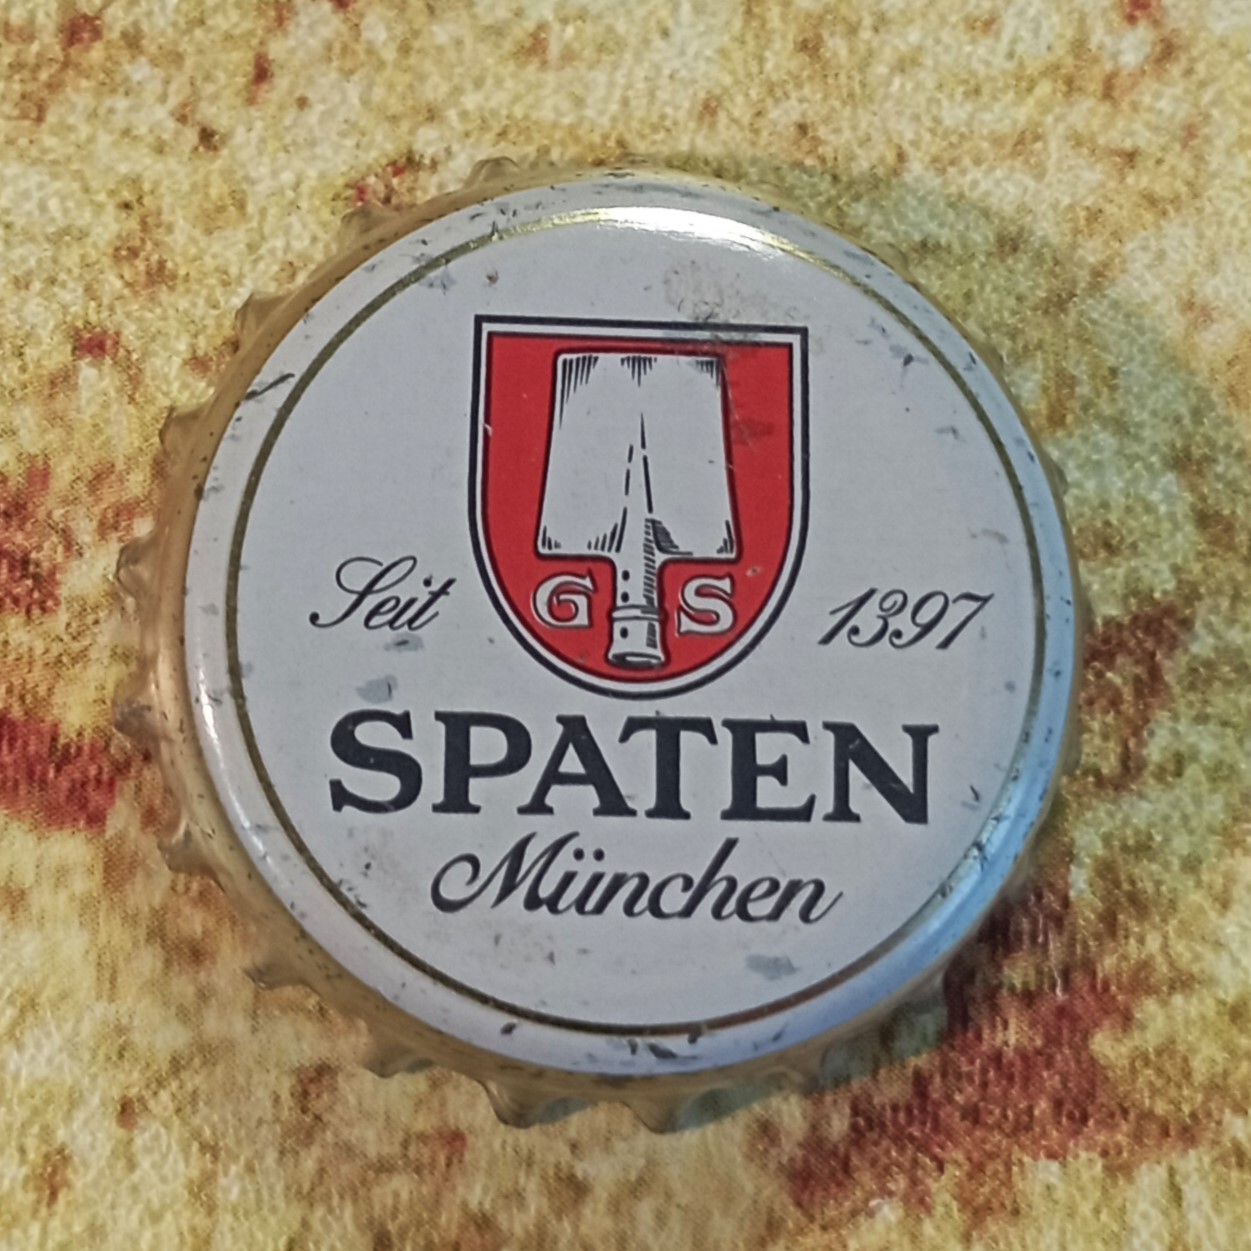 G S
Seit 1397
SPATEN
München